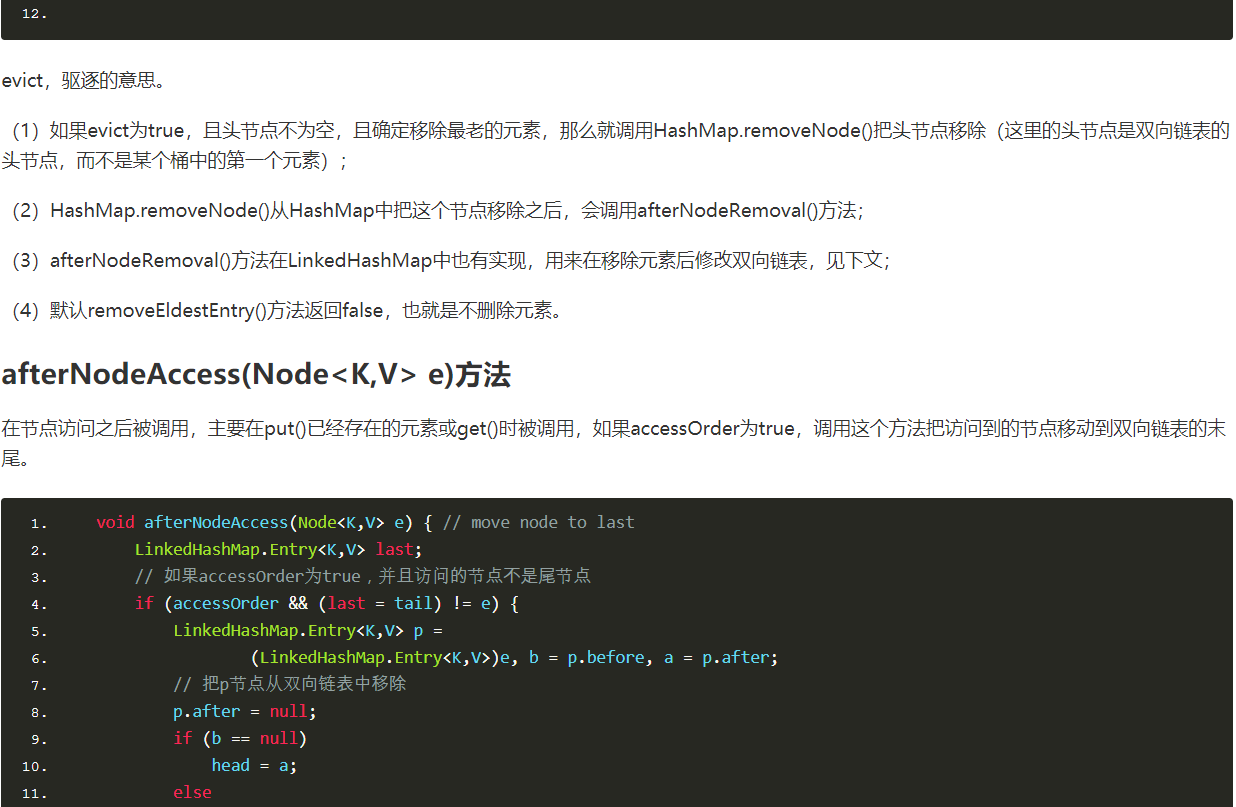 12.
evict，驱逐的意思。
（1）如果evict为true，且头节点不为空，且确定移除最老的元素，那么就调用HashMap.removeNode()把头节点移除（这里的头节点是双向链表的
头节点，而不是某个桶中的第一个元素）；
（2）HashMap.removeNode()从HashMap中把这个节点移除之后，会调用afterNodeRemoval()方法；
（3）afterNodeRemoval()方法在LinkedHashMap中也有实现，用来在移除元素后修改双向链表，见下文；
（4）默认removeEldestEntry()方法返回false，也就是不删除元素。
afterNodeAccess(Node<K,V> e)方法
在节点访问之后被调用，主要在put()已经存在的元素或get()时被调用，如果accessOrder为true，调用这个方法把访问到的节点移动到双向链表的末
尾。
1. void afterNodeAccess(Node<K,V> e) { // move node to last
2. LinkedHashMap.Entry<K,V> last;
3. // 如果accessOrder为true，并且访问的节点不是尾节点
4. if (accessOrder && (last = tail) != e) {
5. LinkedHashMap.Entry<K,V> p =
6. (LinkedHashMap.Entry<K,V>)e, b = p.before, a = p.after;
7. // 把p节点从双向链表中移除
8. p.after = null;
9. if (b == null)
10. head = a;
11. else